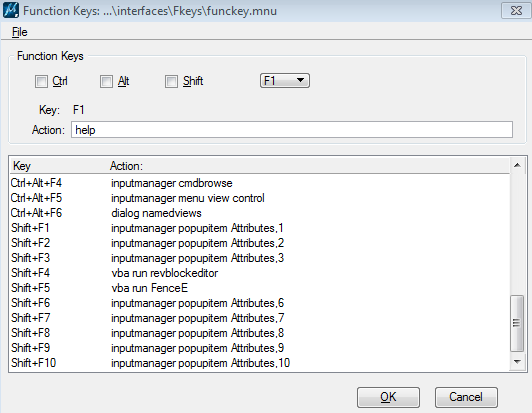 Function Keys: ...\interfaces\Fkeys\funckey.mnu
File
Function Keys
Ctrl Alt Shift F1
Key: F1
Action: help
Key Action:
Ctrl+Alt+F4 inputmanager cmdbrowse
Ctrl+Alt+F5 inputmanager menu view control
Ctrl+Alt+F6 dialog namedviews
Shift+F1 inputmanager popupitem Attributes,1
Shift+F2 inputmanager popupitem Attributes,2
Shift+F3 inputmanager popupitem Attributes,3
Shift+F4 vba run revblockeditor
Shift+F5 vba run FenceE
Shift+F6 inputmanager popupitem Attributes,6
Shift+F7 inputmanager popupitem Attributes,7
Shift+F8 inputmanager popupitem Attributes,8
Shift+F9 inputmanager popupitem Attributes,9
Shift+F10 inputmanager popupitem Attributes,10
OK Cancel